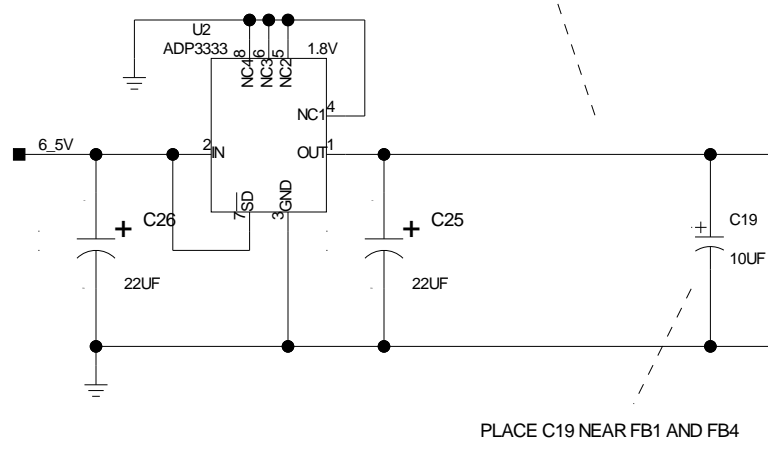 U2
ADP3333
1.8V
8
6
5
NC4
NC3
NC2
NC1
4
6_5V
2
IN
OUT
1
SD
7
GND
3
C26
22UF
C25
22UF
C19
10UF
PLACE C19 NEAR FB1 AND FB4